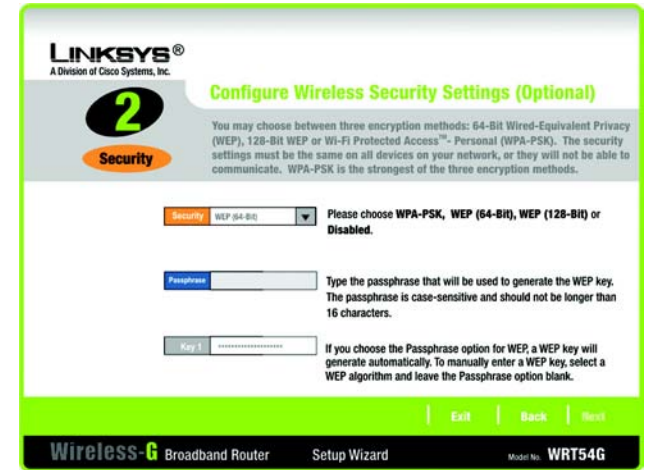 LINKSYS®
A Division of Cisco Systems, Inc.
2
Security
Configure Wireless Security Settings (Optional)
You may choose between three encryption methods: 64-Bit Wired-Equivalent Privacy
(WEP), 128-Bit WEP or Wi-Fi Protected Access™- Personal (WPA-PSK). The security
settings must be the same on all devices on your network, or they will not be able to
communicate. WPA-PSK is the strongest of the three encryption methods.
Security WEP (64-Bit)
Please choose WPA-PSK, WEP (64-Bit), WEP (128-Bit) or
Disabled.
Passphrase
Type the passphrase that will be used to generate the WEP key.
The passphrase is case-sensitive and should not be longer than
16 characters.
Key 1
If you choose the Passphrase option for WEP, a WEP key will
generate automatically. To manually enter a WEP key, select a
WEP algorithm and leave the Passphrase option blank.
Exit Back Next
Wireless-G Broadband Router Setup Wizard Model No. WRT54G